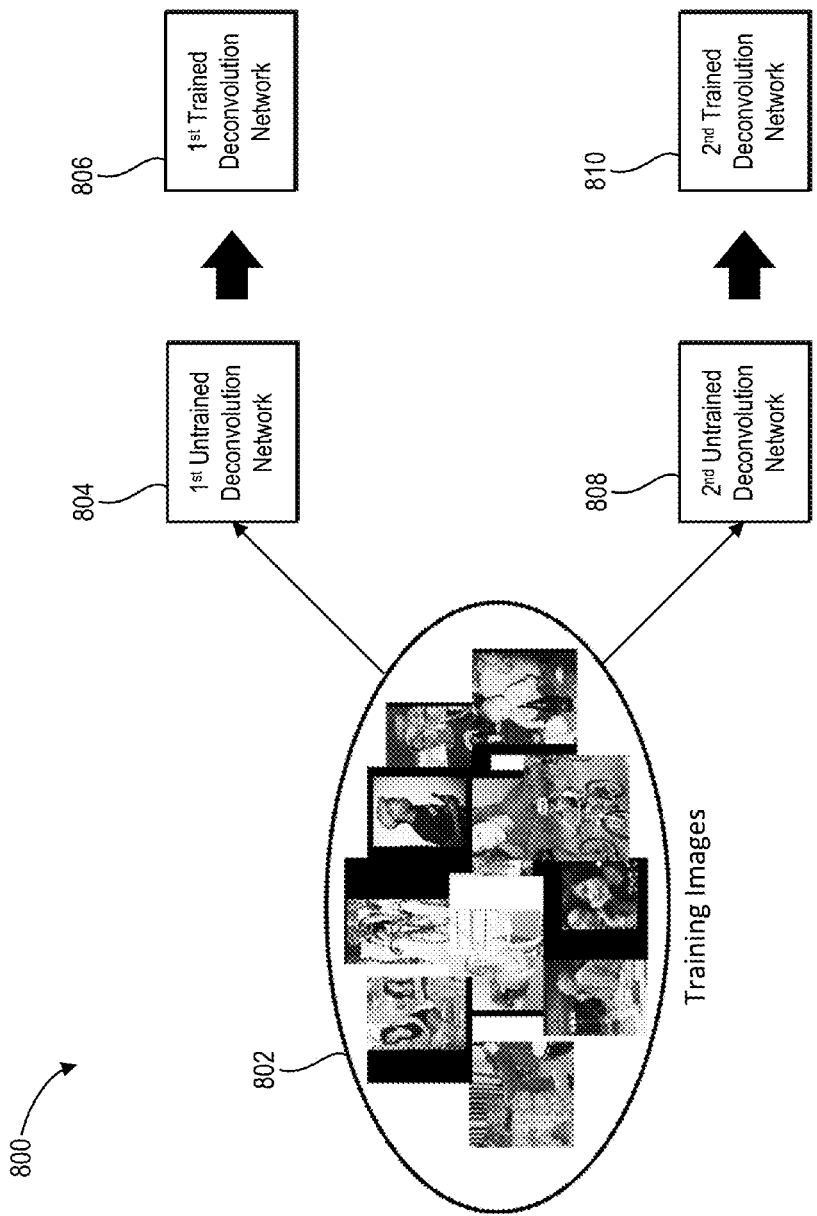 800
802
Training Images
804
1st Untrained
Deconvolution
Network
806
1st Trained
Deconvolution
Network
808
2nd Untrained
Deconvolution
Network
810
2nd Trained
Deconvolution
Network